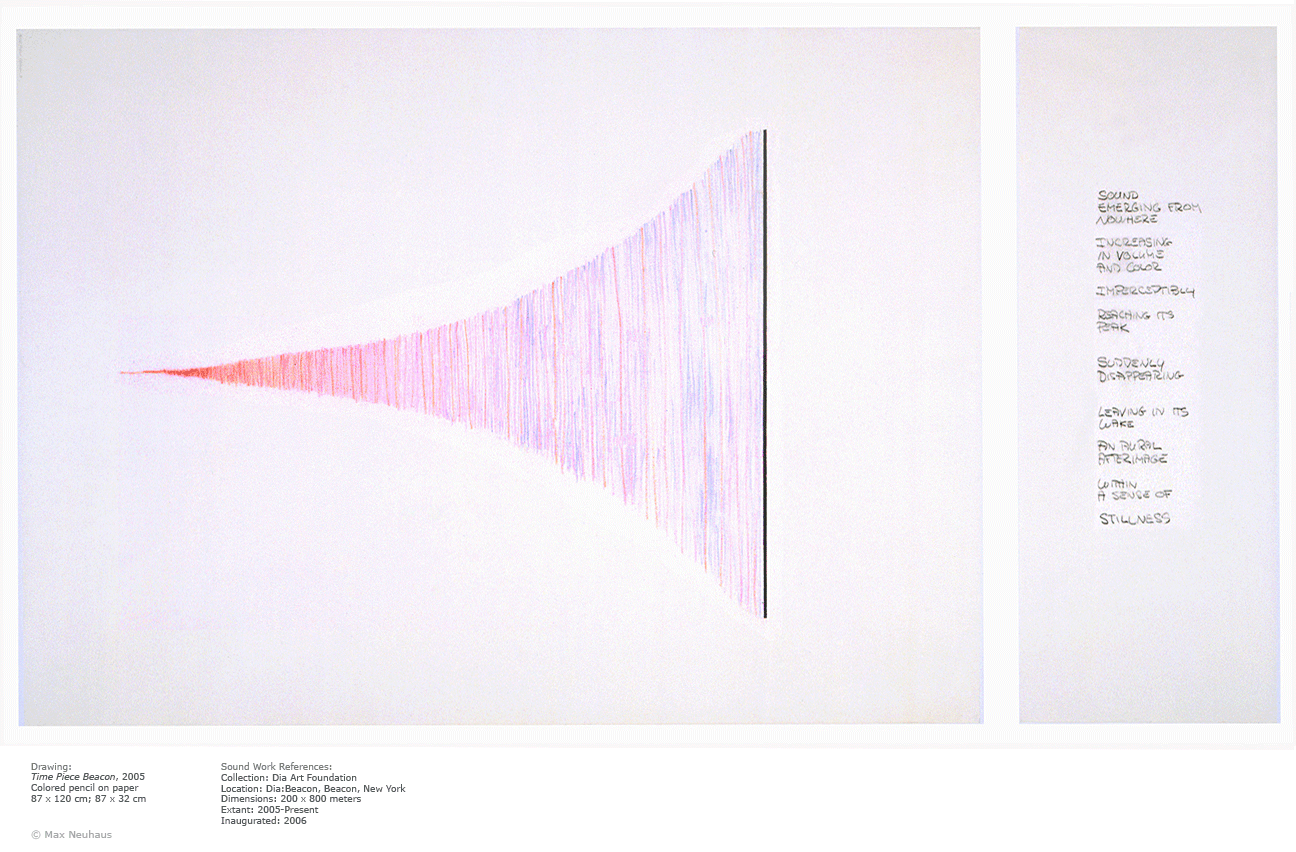 SOUND
EMERGING FROM
NOWHERE
INCREASING
IN VOLUME
AND COLOR
IMPERCEPTIBLY
REACHING ITS
PEAK
SUDDENLY
DISAPPEARING
LEAVING IN ITS
WAKE
AN AURAL
AFTERIMAGE
WITHIN
A SENSE OF
STILLNESS
Drawing:
Time Piece Beacon, 2005
Colored pencil on paper
87 x 120 cm; 87 x 32 cm
© Max Neuhaus
Sound Work References:
Collection: Dia Art Foundation
Location: Dia:Beacon, Beacon, New York
Dimensions: 200 x 800 meters
Extant: 2005-Present
Inaugurated: 2006